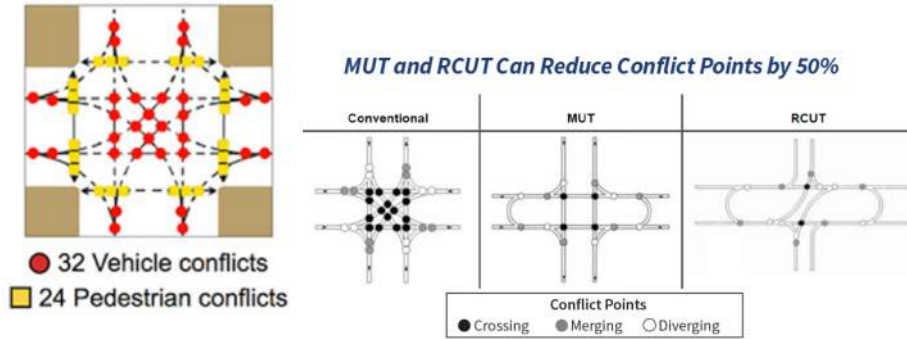 32 Vehicle conflicts
24 Pedestrian conflicts
MUT and RCUT Can Reduce Conflict Points by 50%
Conventional
MUT
RCUT
Conflict Points
Crossing
Merging
Diverging